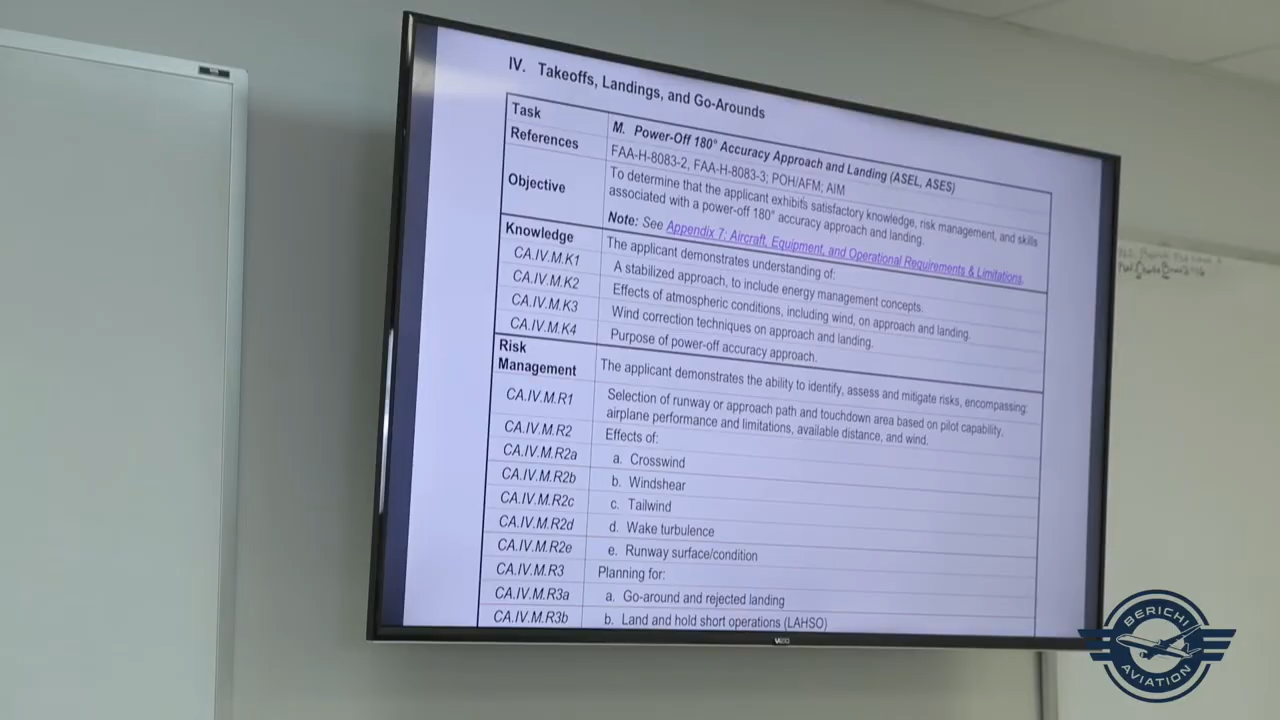 IV. Takeoffs, Landings, and Go-Arounds
Task
M. Power-Off 180° Accuracy Approach and Landing (ASEL, ASES)
References
FAA-H-8083-2, FAA-H-8083-3; POH/AFM; AIM
Objective
To determine that the applicant exhibits satisfactory knowledge, risk management, and skills
associated with a power-off 180° accuracy approach and landing.
Note: See Appendix 7: Aircraft, Equipment, and Operational Requirements & Limitations.
Knowledge
The applicant demonstrates understanding of:
CA.IV.M.K1
A stabilized approach, to include energy management concepts.
CA.IV.M.K2
Effects of atmospheric conditions, including wind, on approach and landing.
CA.IV.M.K3
Wind correction techniques on approach and landing.
CA.IV.M.K4
Purpose of power-off accuracy approach.
Risk
Management
The applicant demonstrates the ability to identify, assess and mitigate risks, encompassing:
CA.IV.M.R1
Selection of runway or approach path and touchdown area based on pilot capability,
airplane performance and limitations, available distance, and wind.
CA.IV.M.R2
Effects of:
CA.IV.M.R2a
a. Crosswind
CA.IV.M.R2b
b. Windshear
CA.IV.M.R2c
c. Tailwind
CA.IV.M.R2d
d. Wake turbulence
CA.IV.M.R2e
e. Runway surface/condition
CA.IV.M.R3
Planning for:
CA.IV.M.R3a
a. Go-around and rejected landing
CA.IV.M.R3b
b. Land and hold short operations (LAHSO)
VIZIO
BERICHI
AVIATION